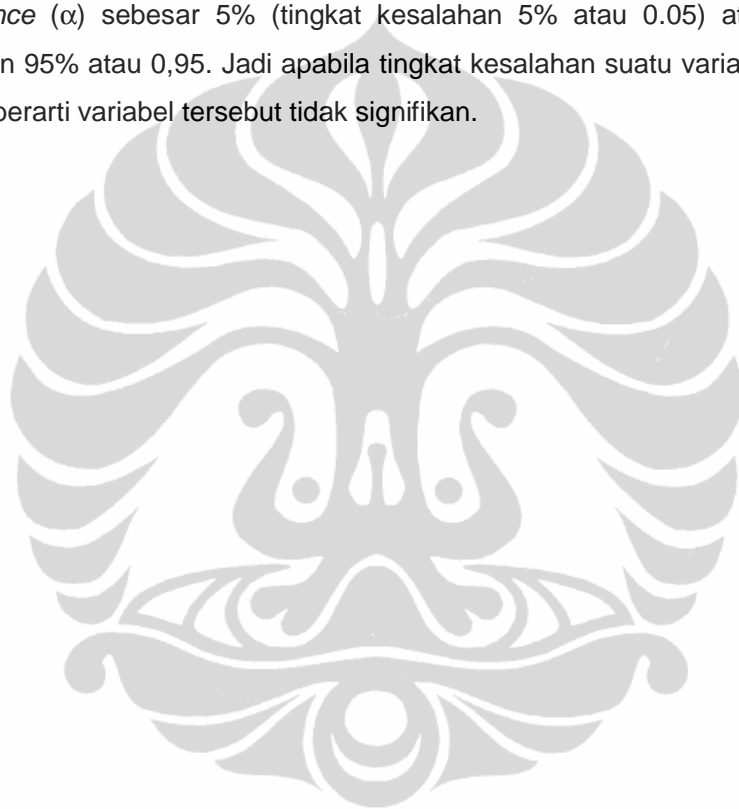 nce (α) sebesar 5% (tingkat kesalahan 5% atau 0.05) at
n 95% atau 0,95. Jadi apabila tingkat kesalahan suatu varia
berarti variabel tersebut tidak signifikan.